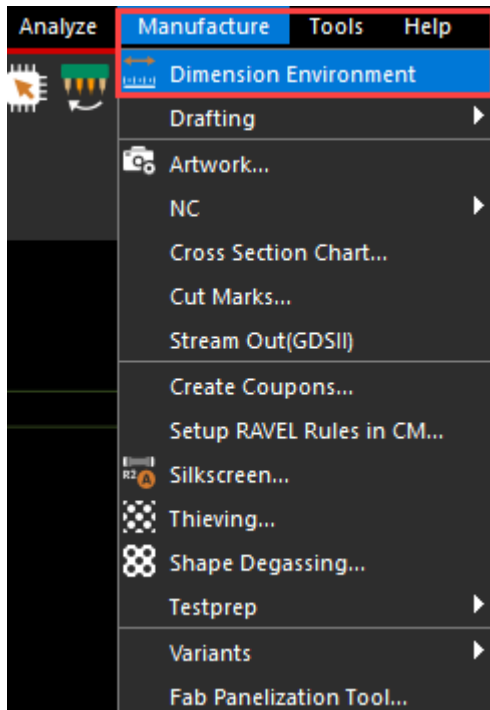 Analyze Manufacture Tools Help
Dimension Environment
Drafting
Artwork...
NC
Cross Section Chart...
Cut Marks...
Stream Out(GDSII)
Create Coupons...
Setup RAVEL Rules in CM...
R2 A Silkscreen...
Thieving...
Shape Degassing...
Testprep
Variants
Fab Panelization Tool...